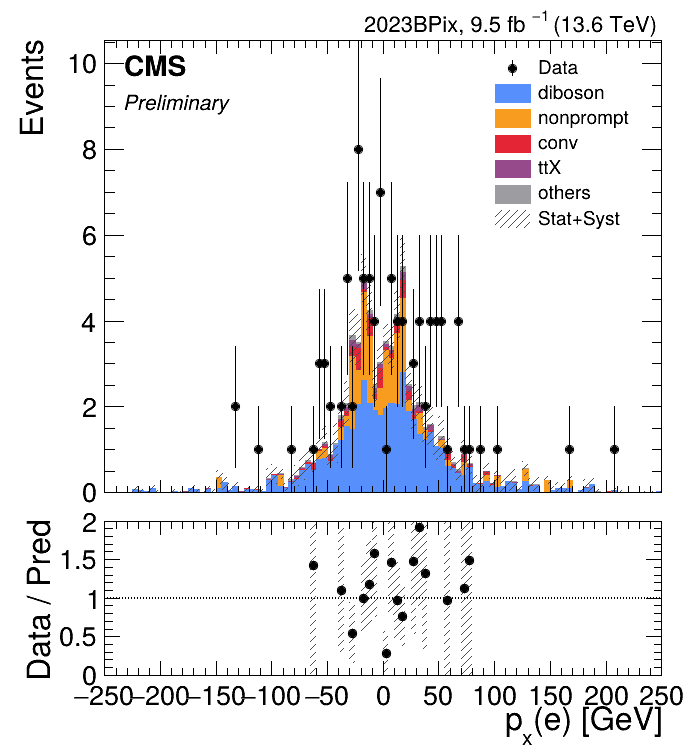 2023BPix, 9.5 fb⁻¹ (13.6 TeV)
Events
CMS
Preliminary
Data
diboson
nonprompt
conv
ttX
others
Stat+Syst
10
8
6
4
2
0
Data / Pred
2
1.5
1
0.5
0
−250 −200 −150 −100 −50 0 50 100 150 200 250
pₓ(e) [GeV]